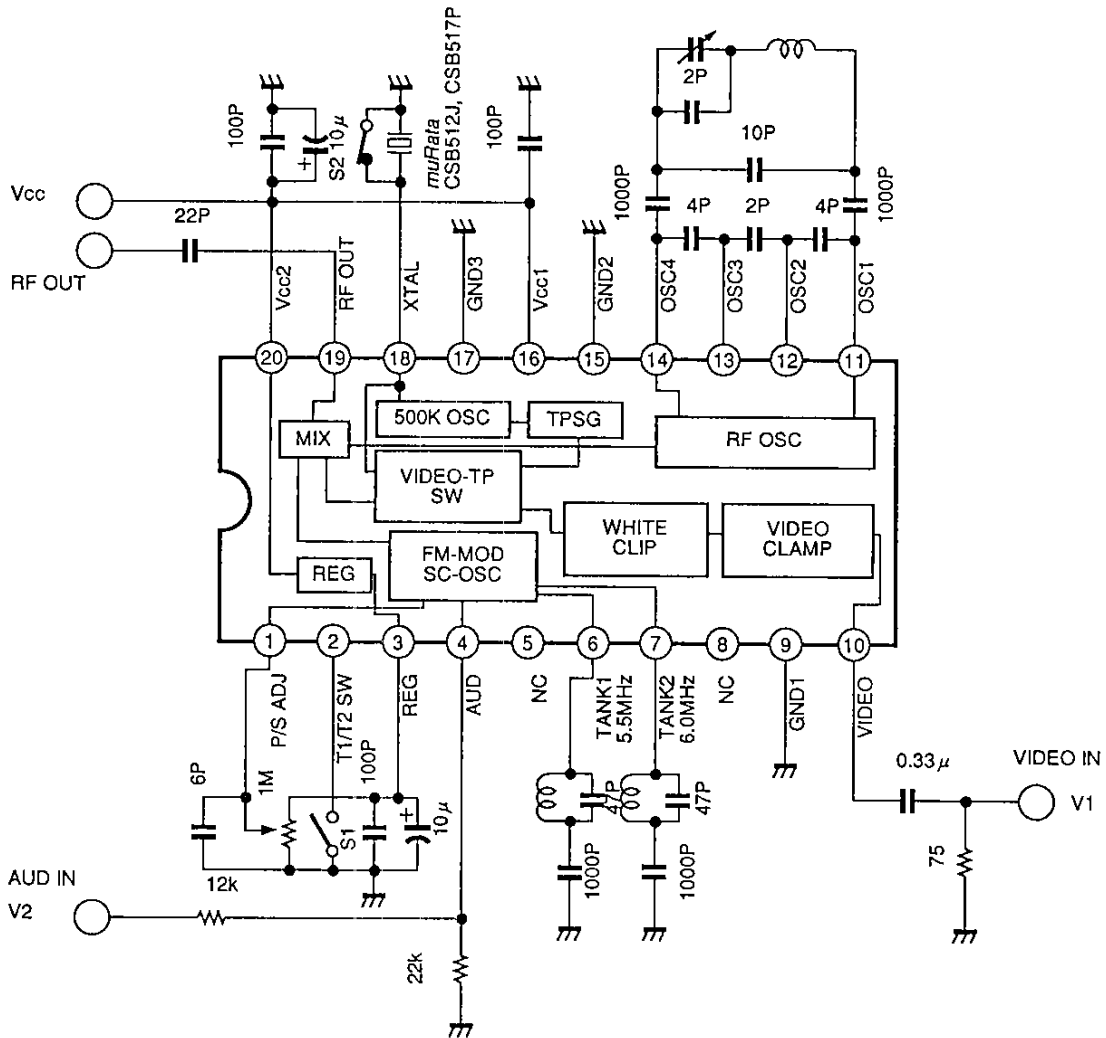 2P
10P
1000P
1000P
4P
2P
4P
OSC4
OSC3
OSC2
OSC1
100P
10μ
+
S2
muRata
CSB512J, CSB517P
100P
Vcc
22P
RF OUT
Vcc2
RF OUT
XTAL
GND3
Vcc1
GND2
20
19
18
17
16
15
14
13
12
11
500K OSC
TPSG
MIX
RF OSC
VIDEO-TP
SW
WHITE
CLIP
VIDEO
CLAMP
FM-MOD
SC-OSC
REG
1
2
3
4
5
6
7
8
9
10
P/S ADJ
T1/T2 SW
REG
AUD
NC
TANK1
5.5MHz
TANK2
6.0MHz
NC
GND1
VIDEO
6P
1M
S1
100P
+
10μ
47P
47P
1000P
1000P
0.33μ
VIDEO IN
V1
75
AUD IN
V2
12k
22k